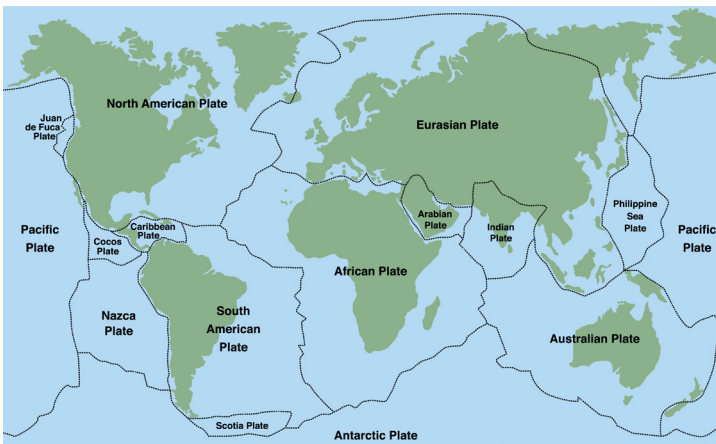 North American Plate
Juan
de Fuca
Plate
Eurasian Plate
Caribbean
Plate
Arabian
Plate
Philippine
Sea
Plate
Pacific
Plate
Cocos
Plate
Indian
Plate
Pacific
Plate
African Plate
Nazca
Plate
South
American
Plate
Australian Plate
Scotia Plate
Antarctic Plate